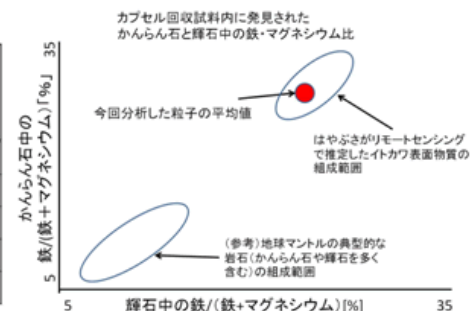 カプセル回収試料内に発見された
かんらん石と輝石中の鉄・マグネシウム比
35
かんらん石中の
鉄/(鉄+マグネシウム)「%」
5
今回分析した粒子の平均値
はやぶさがリモートセンシング
で推定したイトカワ表面物質の
組成範囲
(参考)地球マントルの典型的な
岩石(かんらん石や輝石を多く
含む)の組成範囲
5
輝石中の鉄/(鉄+マグネシウム)[%]
35